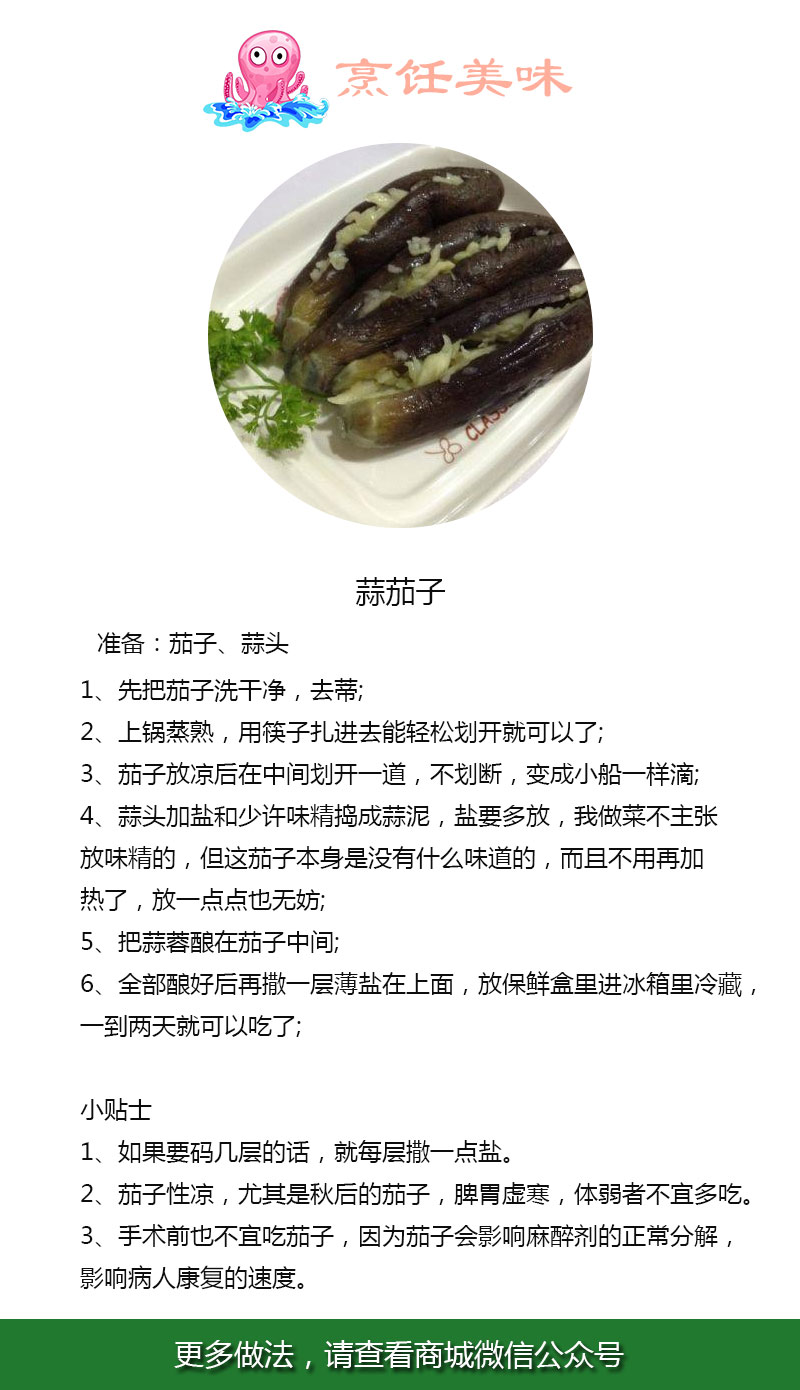 烹饪美味
CLASS
蒜茄子
准备：茄子、蒜头
1、先把茄子洗干净，去蒂;
2、上锅蒸熟，用筷子扎进去能轻松划开就可以了;
3、茄子放凉后在中间划开一道，不划断，变成小船一样滴;
4、蒜头加盐和少许味精捣成蒜泥，盐要多放，我做菜不主张
放味精的，但这茄子本身是没有什么味道的，而且不用再加
热了，放一点点也无妨;
5、把蒜蓉酿在茄子中间;
6、全部酿好后再撒一层薄盐在上面，放保鲜盒里进冰箱里冷藏，
一到两天就可以吃了;
小贴士
1、如果要码几层的话，就每层撒一点盐。
2、茄子性凉，尤其是秋后的茄子，脾胃虚寒，体弱者不宜多吃。
3、手术前也不宜吃茄子，因为茄子会影响麻醉剂的正常分解，
影响病人康复的速度。
更多做法，请查看商城微信公众号